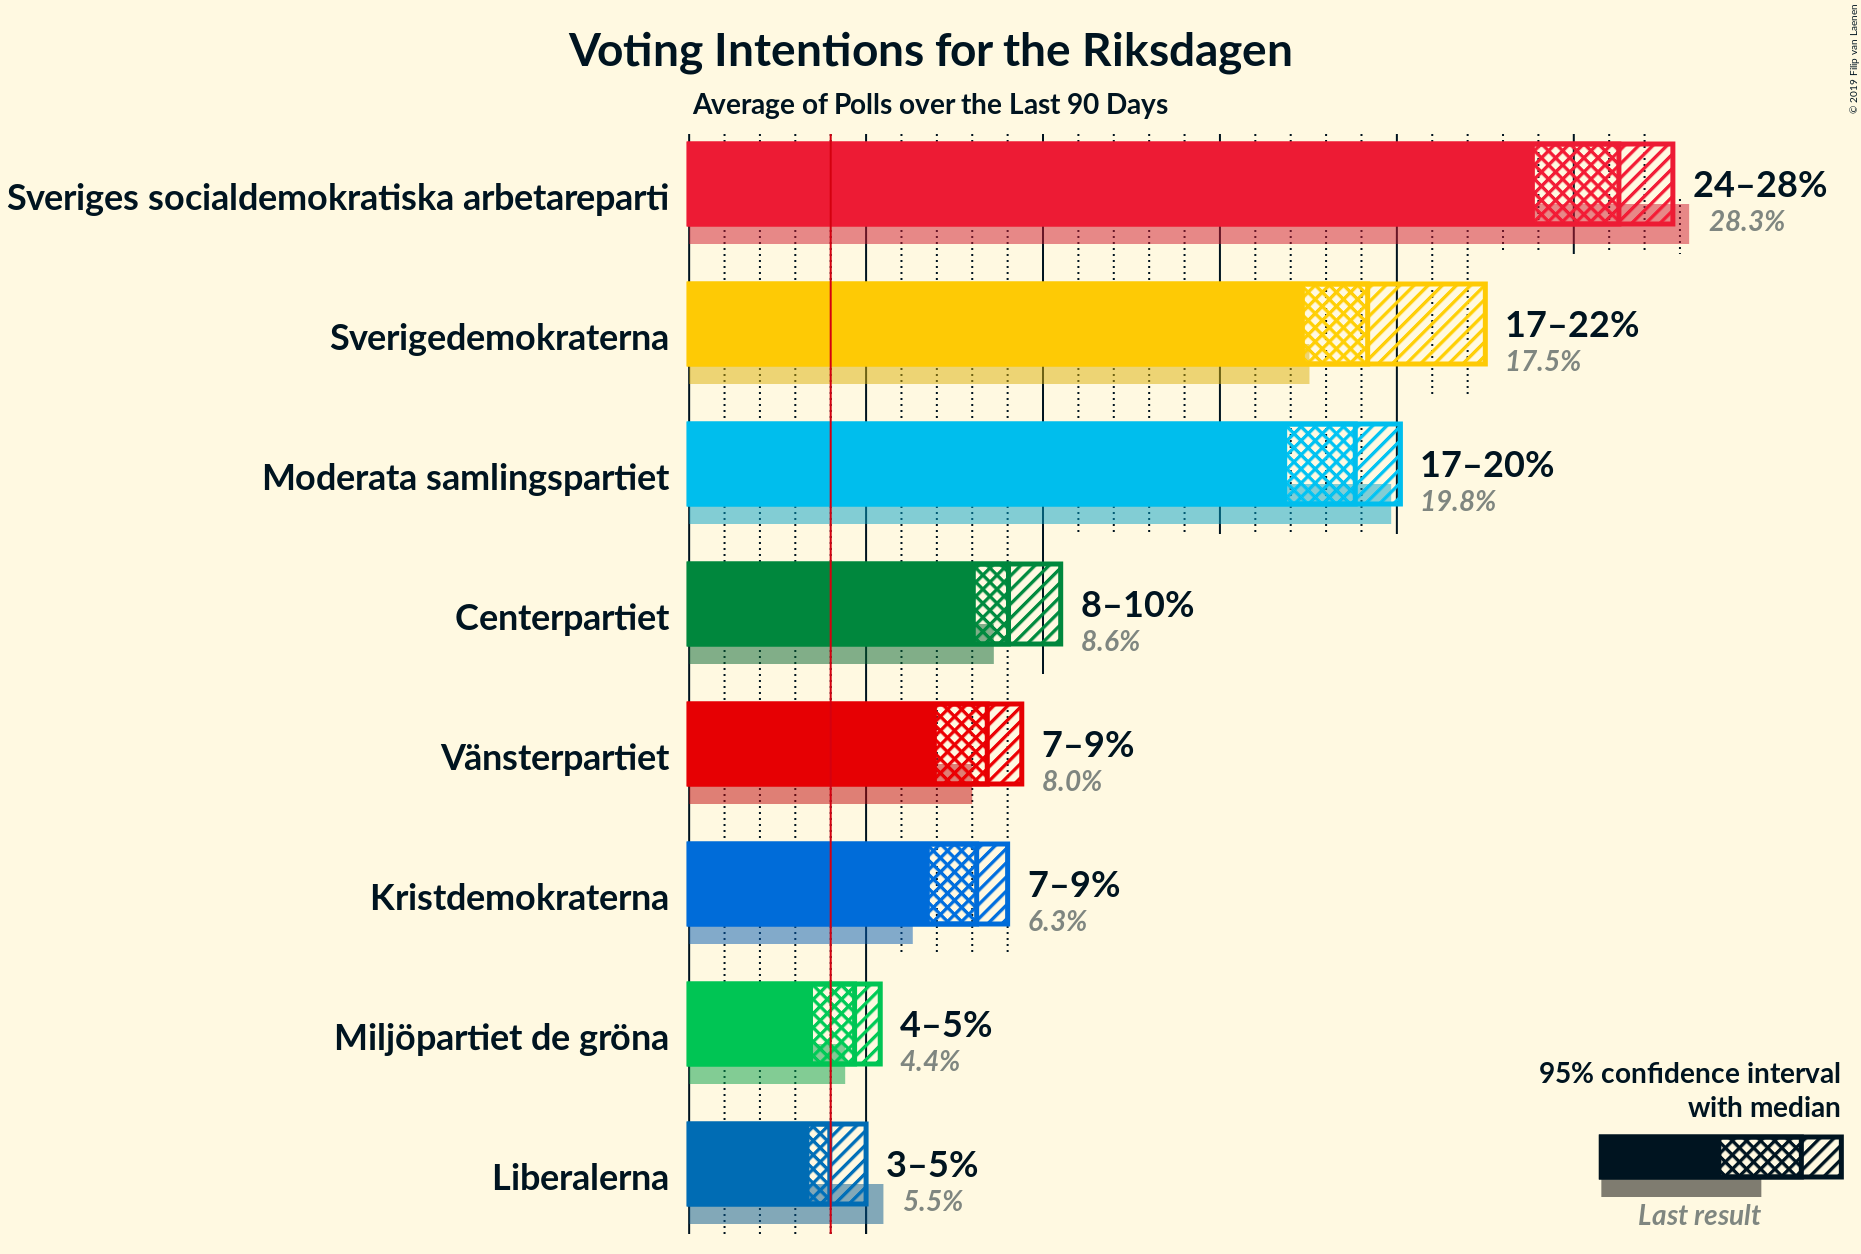 Voting Intentions for the Riksdagen
Average of Polls over the Last 90 Days
© 2019 Filip van Laenen
Sveriges socialdemokratiska arbetareparti
24–28%
28.3%
Sverigedemokraterna
17–22%
17.5%
Moderata samlingspartiet
17–20%
19.8%
Centerpartiet
8–10%
8.6%
Vänsterpartiet
7–9%
8.0%
Kristdemokraterna
7–9%
6.3%
Miljöpartiet de gröna
4–5%
4.4%
Liberalerna
3–5%
5.5%
95% confidence interval
with median
Last result